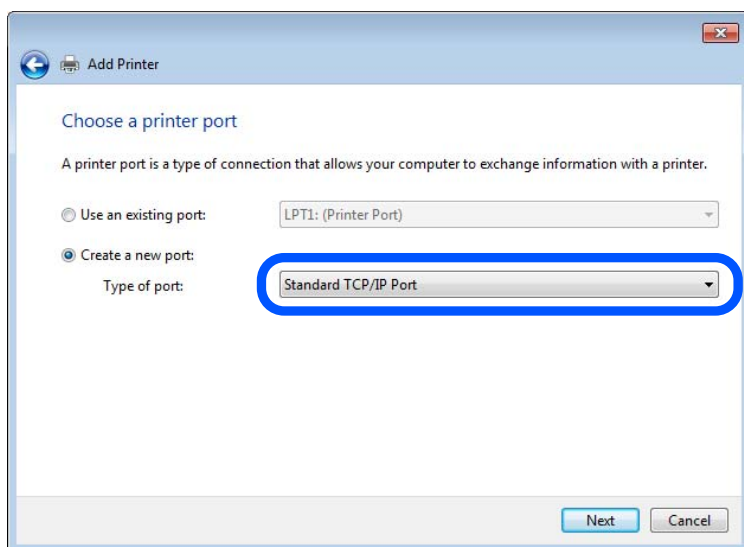 Add Printer
Choose a printer port
A printer port is a type of connection that allows your computer to exchange information with a printer.
Use an existing port: LPT1: (Printer Port)
Create a new port:
Type of port: Standard TCP/IP Port
Next Cancel